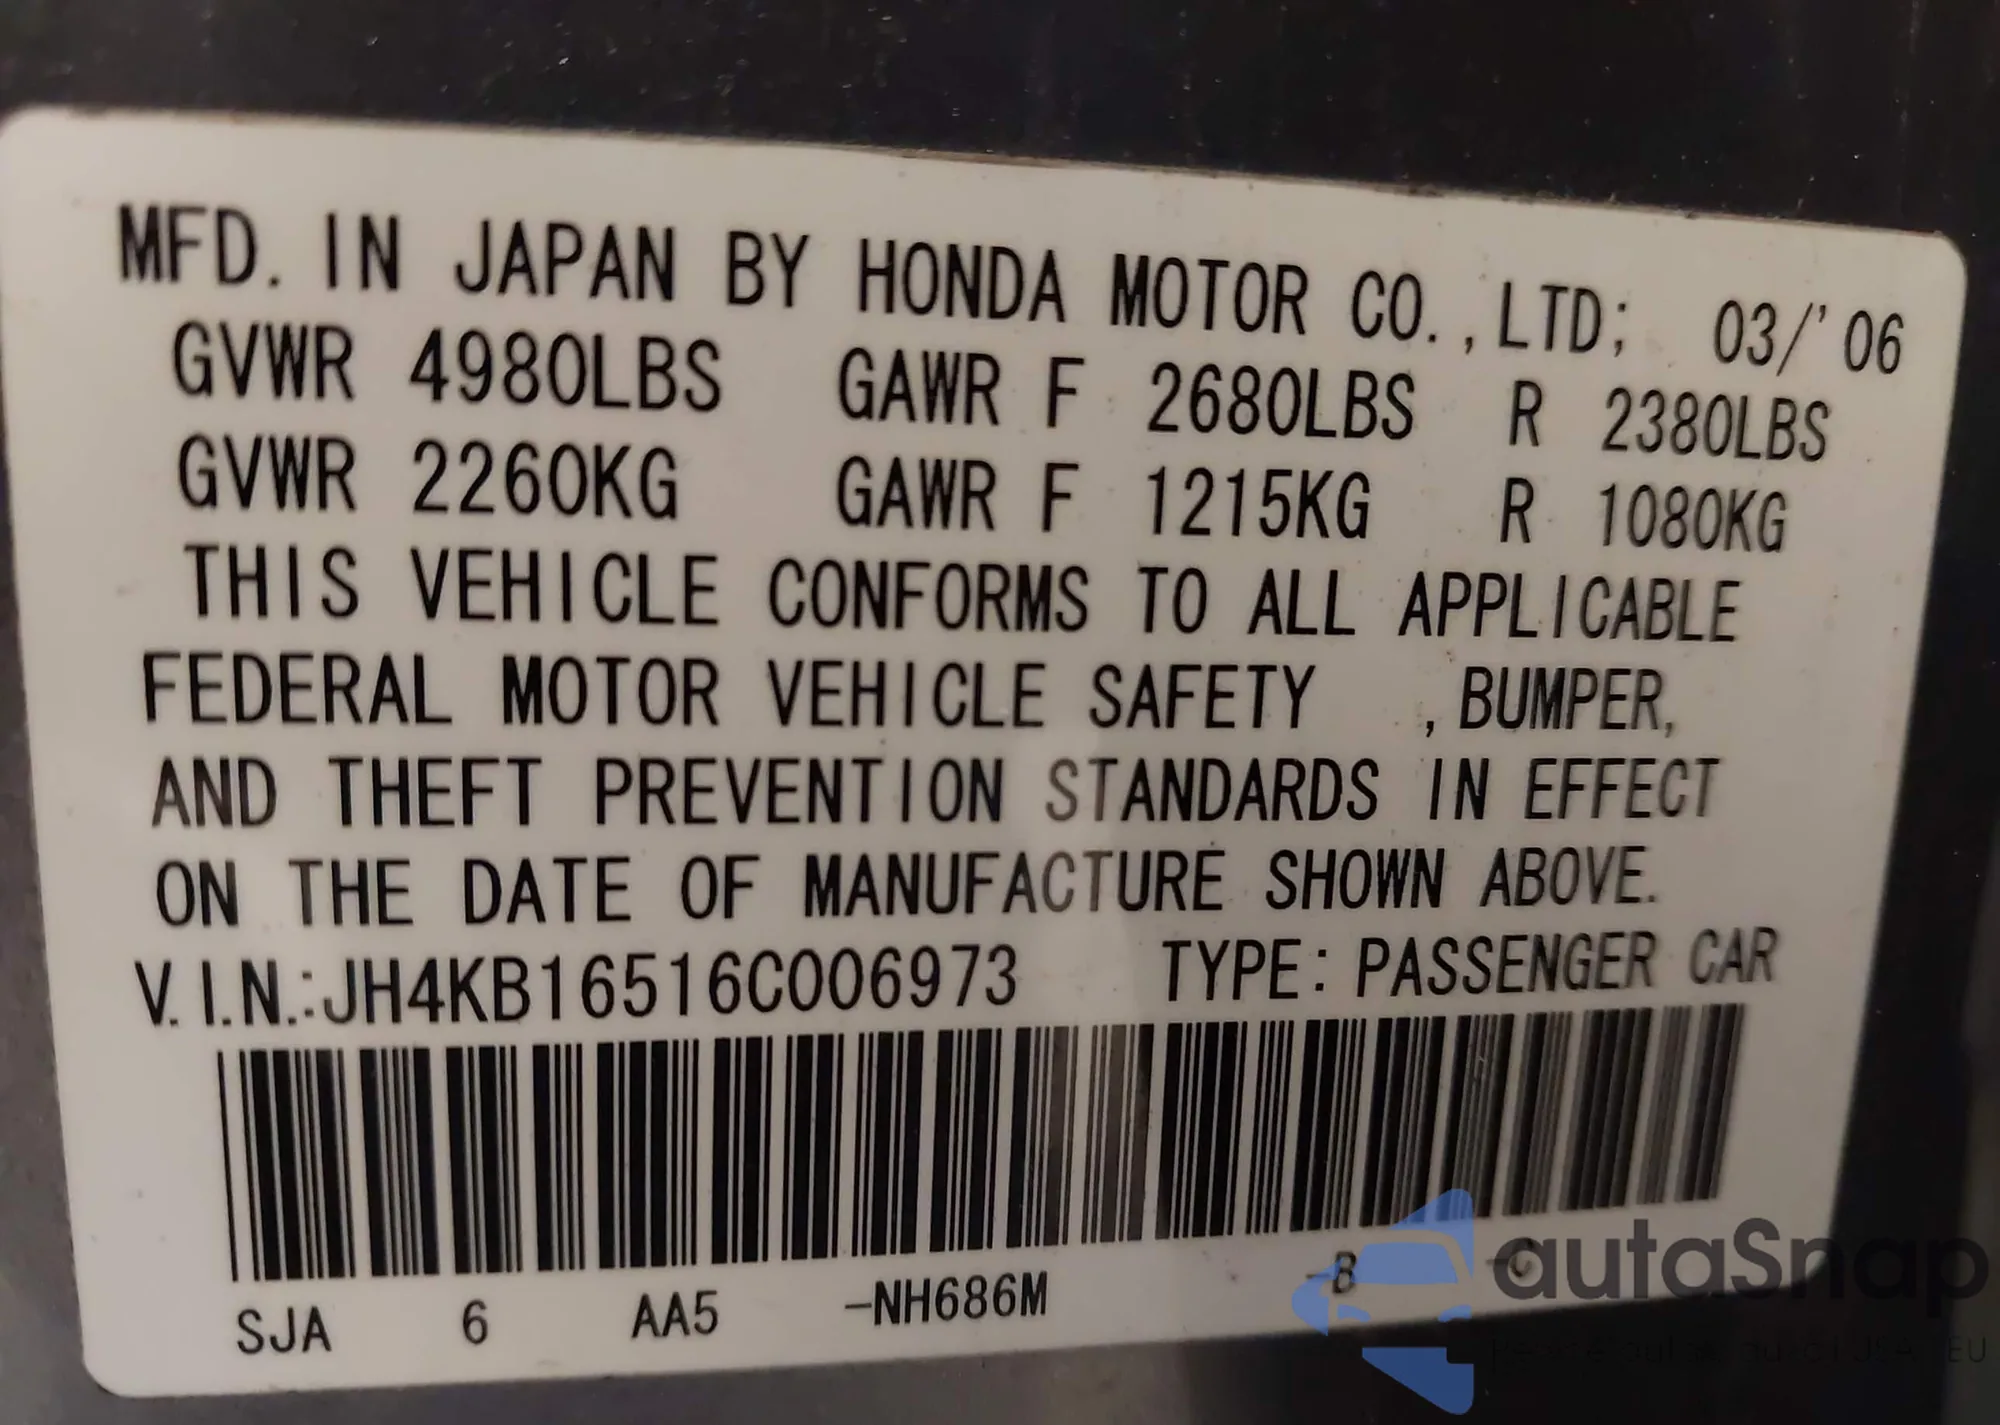 MFD. IN JAPAN BY HONDA MOTOR CO.,LTD; 03/'06
GVWR 4980LBS GAWR F 2680LBS R 2380LBS
GVWR 2260KG GAWR F 1215KG R 1080KG
THIS VEHICLE CONFORMS TO ALL APPLICABLE
FEDERAL MOTOR VEHICLE SAFETY , BUMPER,
AND THEFT PREVENTION STANDARDS IN EFFECT
ON THE DATE OF MANUFACTURE SHOWN ABOVE.
V.I.N.:JH4KB16516C006973 TYPE: PASSENGER CAR
SJA 6 AA5 -NH686M -B -C
autaSnap